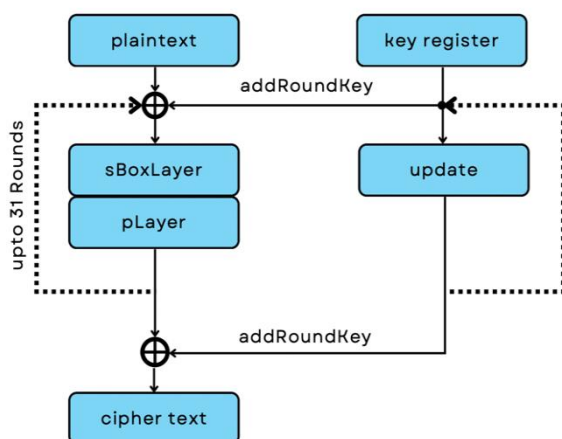 plaintext
key register
addRoundKey
sBoxLayer
update
pLayer
upto 31 Rounds
addRoundKey
cipher text